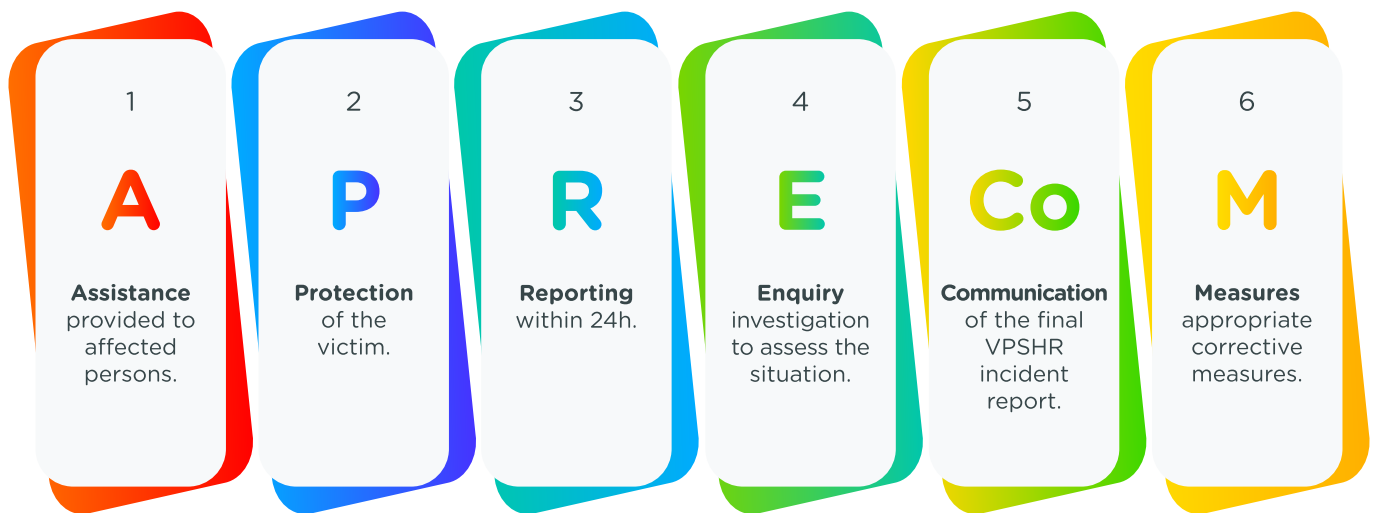 1
A
Assistance
provided to
affected
persons.
2
P
Protection
of the
victim.
3
R
Reporting
within 24h.
4
E
Enquiry
investigation
to assess the
situation.
5
Co
Communication
of the final
VPSHR
incident
report.
6
M
Measures
appropriate
corrective
measures.